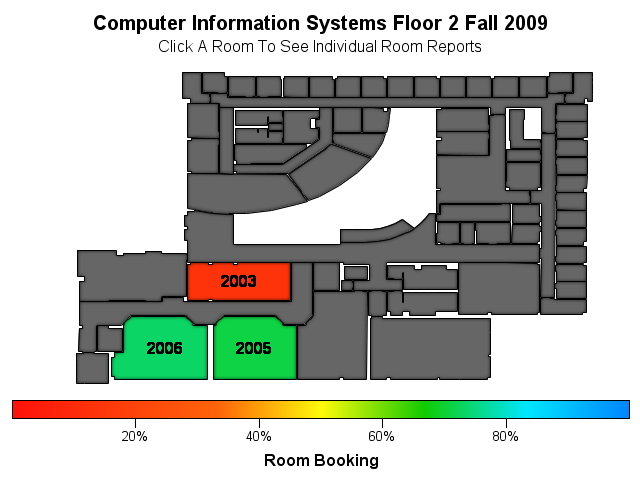 Computer Information Systems Floor 2 Fall 2009
Click A Room To See Individual Room Reports
2003
2006 2005
20% 40% 60% 80%
Room Booking